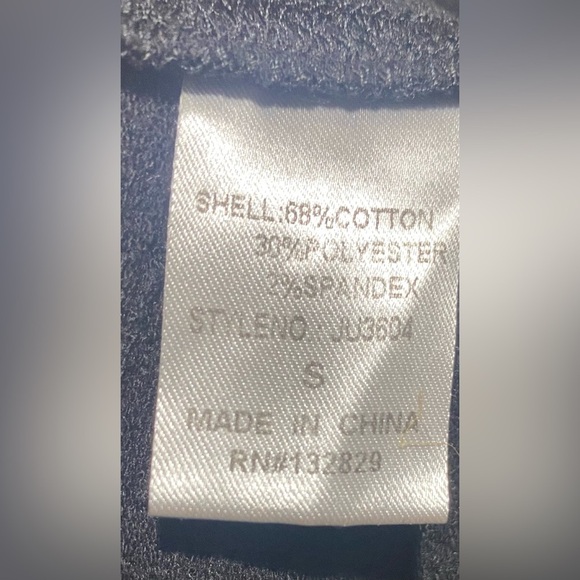 SHELL:68%COTTON
30%POLYESTER
2%SPANDEX
STYLENO. JU3604
S
MADE IN CHINA
RN#132829